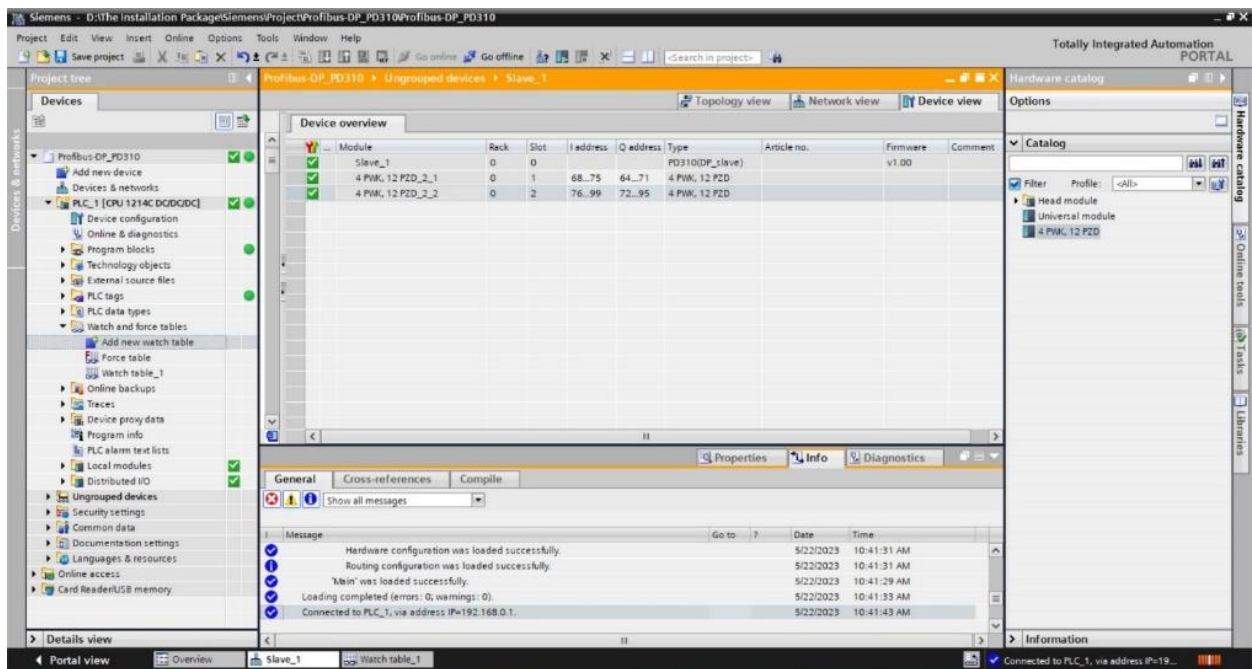 Siemens - D:\The Installation Package\Siemens\Project\Profibus-DP_PD310\Profibus-DP_PD310
Project Edit View Insert Online Options Tools Window Help
Save project Go online Go offline <Search in project>
Totally Integrated Automation
PORTAL
Project tree
Devices
Devices & networks
Profibus-DP_PD310
Add new device
Devices & networks
PLC_1 [CPU 1214C DC/DC/DC]
Device configuration
Online & diagnostics
Program blocks
Technology objects
External source files
PLC tags
PLC data types
Watch and force tables
Add new watch table
Force table
Watch table_1
Online backups
Traces
Device proxy data
Program info
PLC alarm text lists
Local modules
Distributed I/O
Ungrouped devices
Security settings
Common data
Documentation settings
Languages & resources
Online access
Card Reader/USB memory
Details view
Profibus-DP_PD310 Ungrouped devices Slave_1
Topology view Network view Device view
Device overview
... Module Rack Slot I address Q address Type Article no. Firmware Comment
Slave_1 0 0 PD310(DP_slave) v1.00
4 PWK, 12 PZD_2_1 0 1 68...75 64...71 4 PWK, 12 PZD
4 PWK, 12 PZD_2_2 0 2 76...99 72...95 4 PWK, 12 PZD
Properties Info Diagnostics
General Cross-references Compile
Show all messages
! Message Go to ? Date Time
Hardware configuration was loaded successfully. 5/22/2023 10:41:31 AM
Routing configuration was loaded successfully. 5/22/2023 10:41:31 AM
'Main' was loaded successfully. 5/22/2023 10:41:29 AM
Loading completed (errors: 0; warnings: 0). 5/22/2023 10:41:33 AM
Connected to PLC_1, via address IP=192.168.0.1. 5/22/2023 10:41:43 AM
Hardware catalog
Options
Catalog
Filter Profile: <All>
Head module
Universal module
4 PWK, 12 PZD
Information
Hardware catalog
Online tools
Tasks
Libraries
Portal view Overview Slave_1 Watch table_1 Connected to PLC_1, via address IP=19...